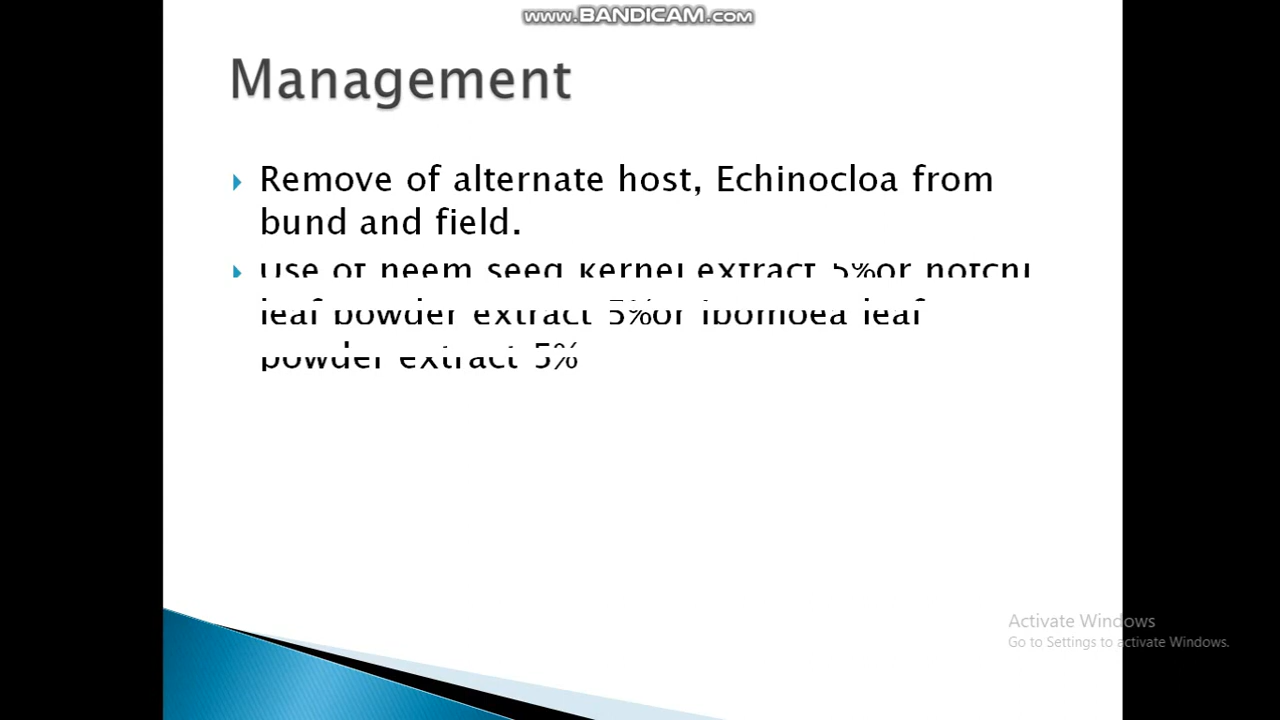 www.BANDICAM.com
Management
Remove of alternate host, Echinocloa from
bund and field.
Use of neem seed kernel extract 5%or notchi
leaf powder extract 5%or Ipomoea leaf
powder extract 5%
Activate Windows
Go to Settings to activate Windows.